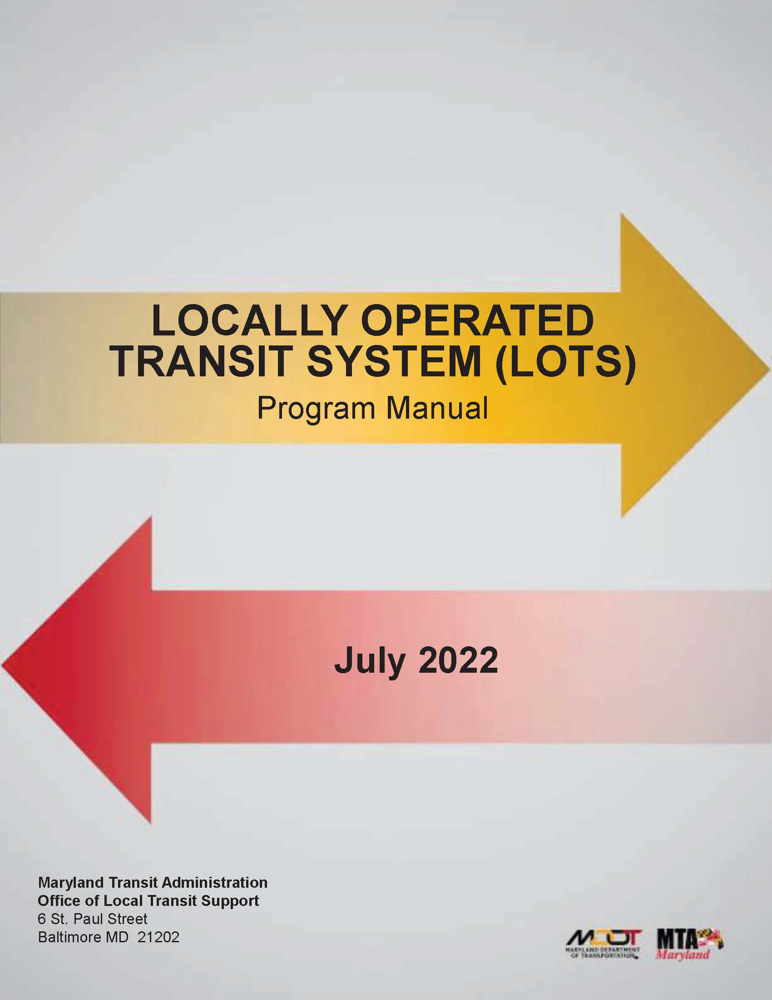 LOCALLY OPERATED
TRANSIT SYSTEM (LOTS)
Program Manual
July 2022
Maryland Transit Administration
Office of Local Transit Support
6 St. Paul Street
Baltimore MD 21202
MDOT
MARYLAND DEPARTMENT
OF TRANSPORTATION
MTA
Maryland